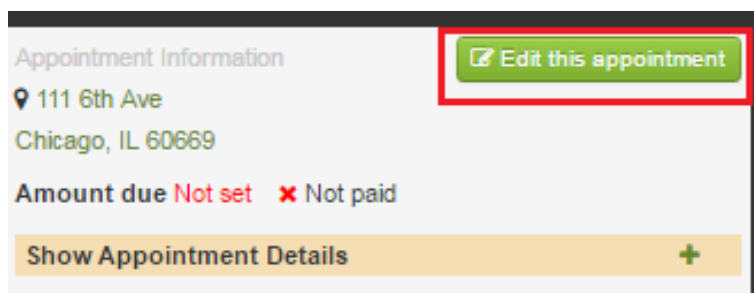 Appointment Information
Edit this appointment
111 6th Ave
Chicago, IL 60669
Amount due Not set Not paid
Show Appointment Details